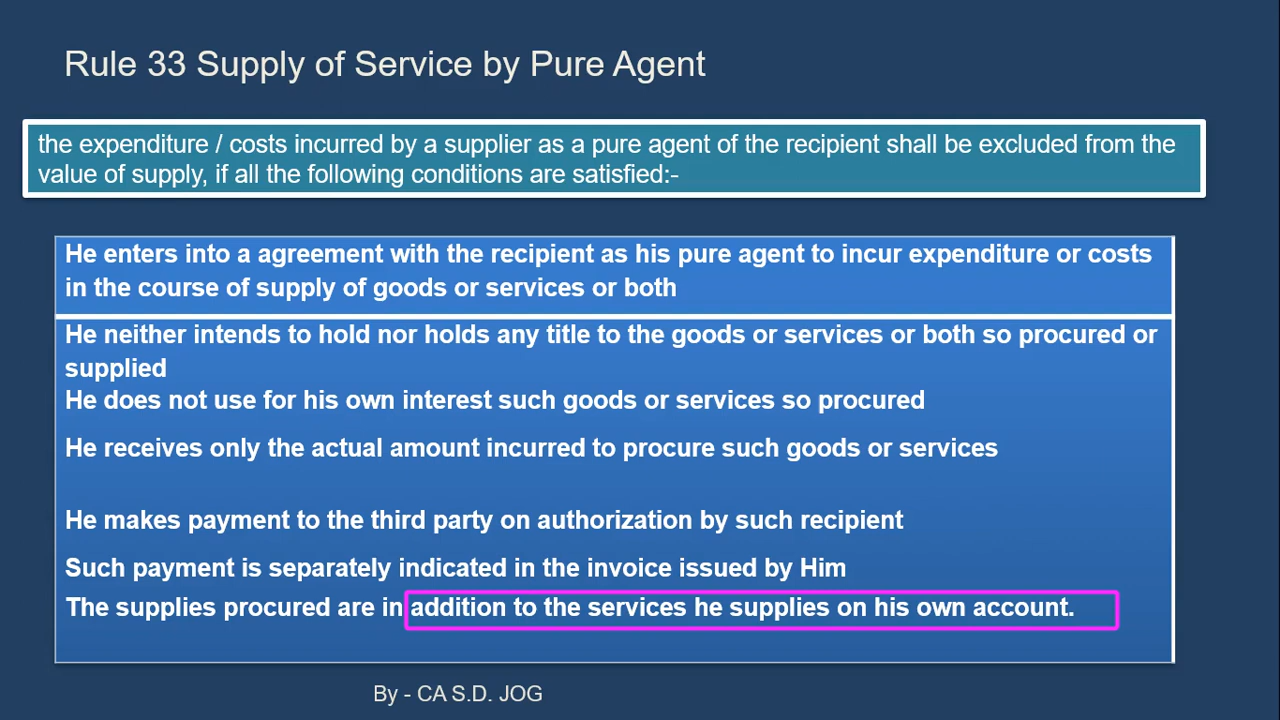 Rule 33 Supply of Service by Pure Agent
the expenditure / costs incurred by a supplier as a pure agent of the recipient shall be excluded from the
value of supply, if all the following conditions are satisfied:-
He enters into a agreement with the recipient as his pure agent to incur expenditure or costs
in the course of supply of goods or services or both
He neither intends to hold nor holds any title to the goods or services or both so procured or
supplied
He does not use for his own interest such goods or services so procured
He receives only the actual amount incurred to procure such goods or services
He makes payment to the third party on authorization by such recipient
Such payment is separately indicated in the invoice issued by Him
The supplies procured are in addition to the services he supplies on his own account.
By - CA S.D. JOG